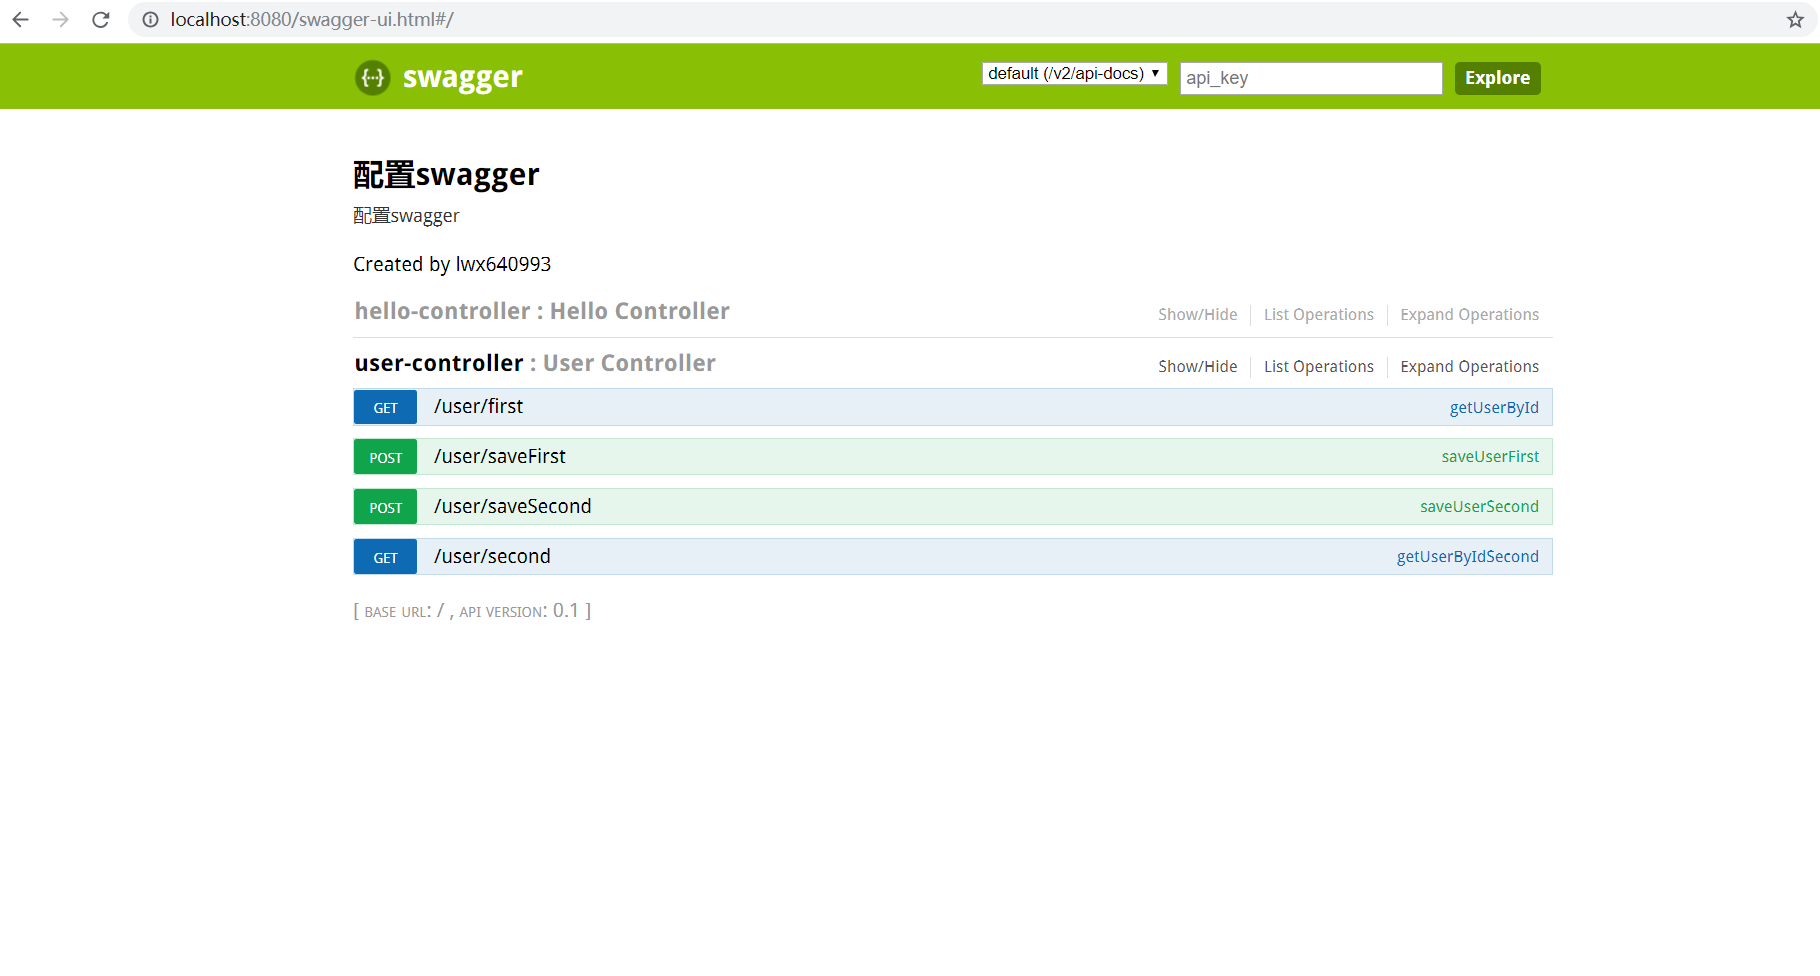 localhost:8080/swagger-ui.html#/
swagger default (/v2/api-docs) api_key Explore
配置swagger
配置swagger
Created by lwx640993
hello-controller : Hello Controller Show/Hide List Operations Expand Operations
user-controller : User Controller Show/Hide List Operations Expand Operations
GET /user/first getUserById
POST /user/saveFirst saveUserFirst
POST /user/saveSecond saveUserSecond
GET /user/second getUserByIdSecond
[ BASE URL: / , API VERSION: 0.1 ]